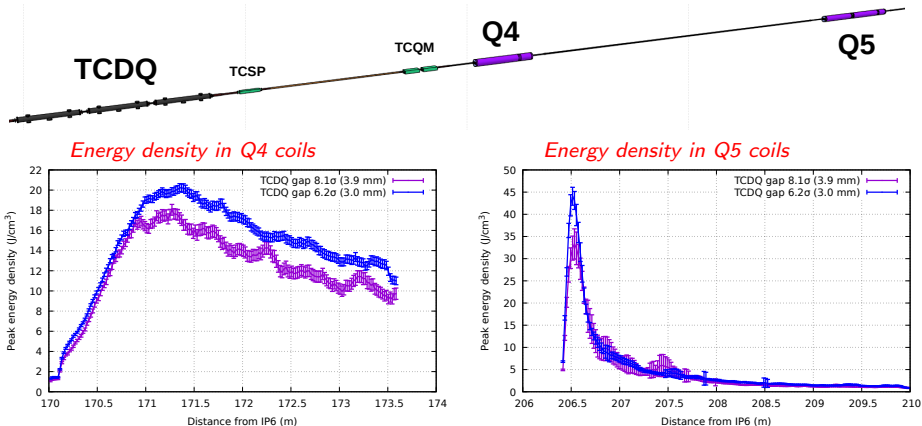 Q4
Q5
TCQM
TCSP
TCDQ
Energy density in Q4 coils
TCDQ gap 8.1σ (3.9 mm)
TCDQ gap 6.2σ (3.0 mm)
Peak energy density (J/cm³)
22
20
18
16
14
12
10
8
6
4
2
0
170 170.5 171 171.5 172 172.5 173 173.5 174
Distance from IP6 (m)
Energy density in Q5 coils
TCDQ gap 8.1σ (3.9 mm)
TCDQ gap 6.2σ (3.0 mm)
Peak energy density (J/cm³)
50
45
40
35
30
25
20
15
10
5
0
206 206.5 207 207.5 208 208.5 209 209.5 210
Distance from IP6 (m)